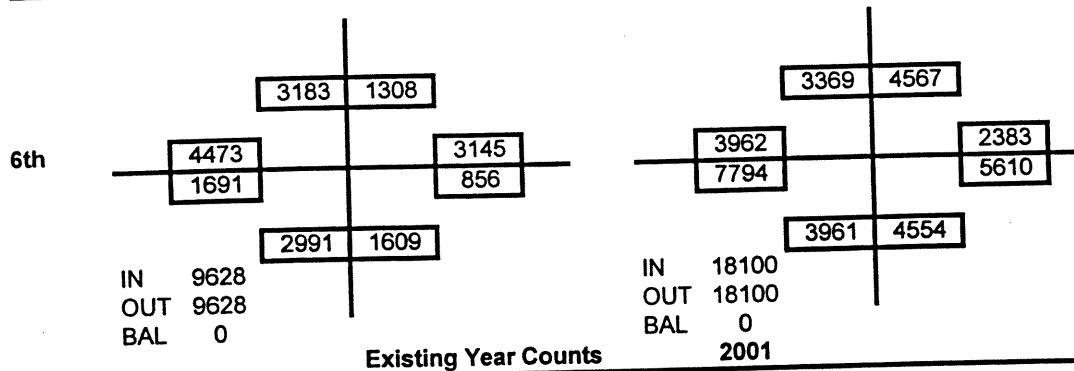 3183 1308 3369 4567
6th 4473 3145 3962 2383
1691 856 7794 5610
2991 1609 3961 4554
IN 9628 IN 18100
OUT 9628 OUT 18100
BAL 0 BAL 0
Existing Year Counts 2001